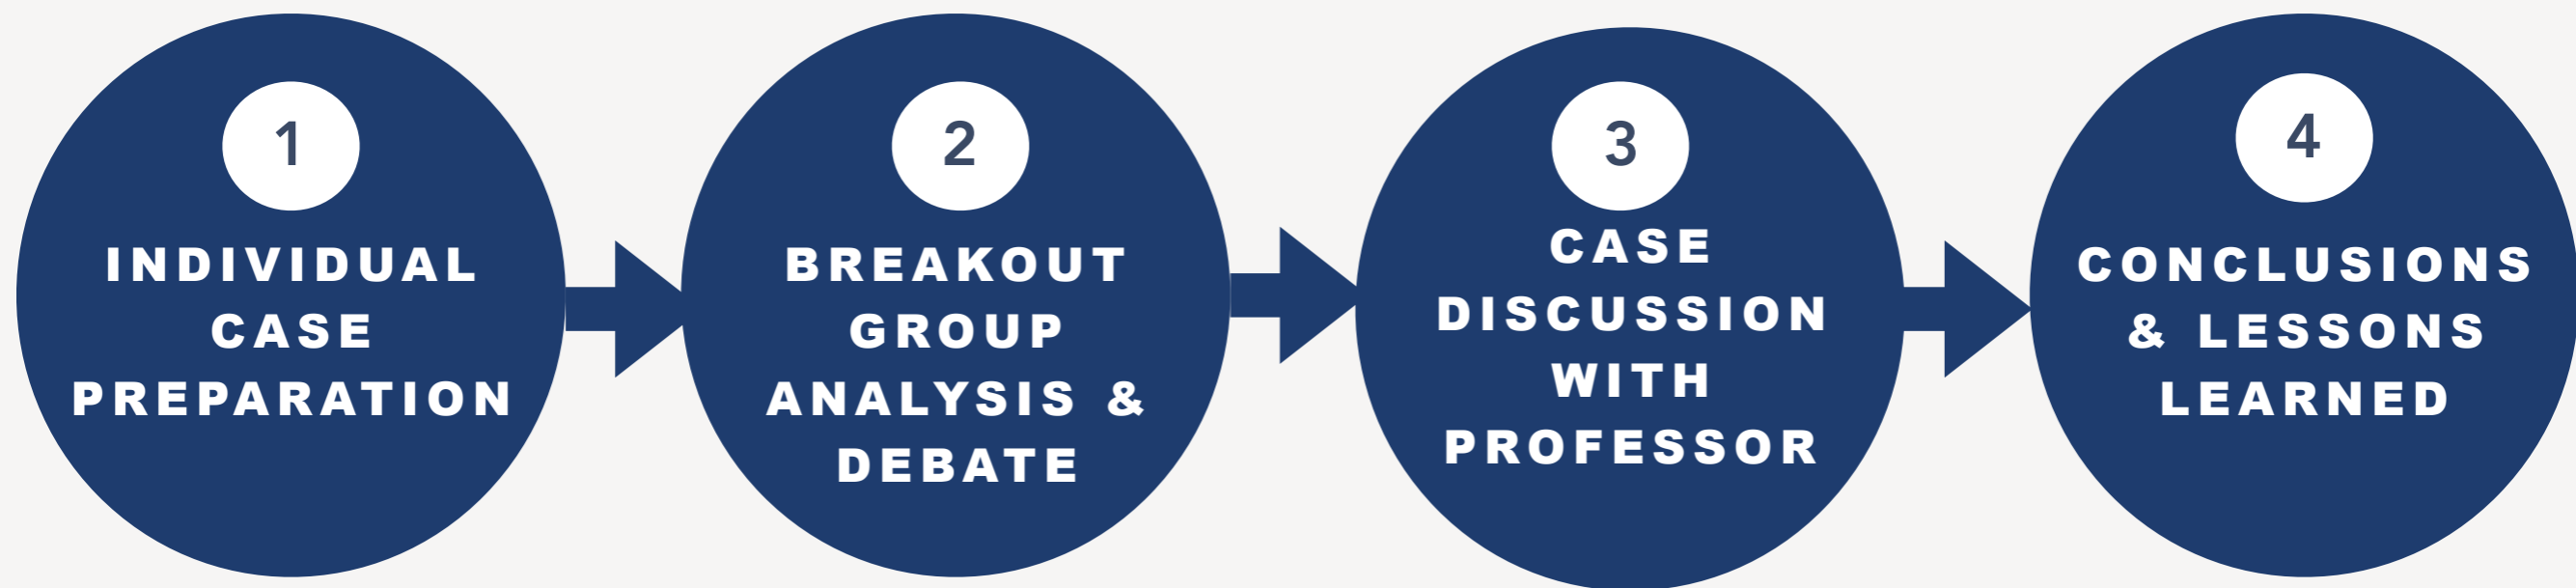 1
INDIVIDUAL
CASE
PREPARATION
2
BREAKOUT
GROUP
ANALYSIS &
DEBATE
3
CASE
DISCUSSION
WITH
PROFESSOR
4
CONCLUSIONS
& LESSONS
LEARNED